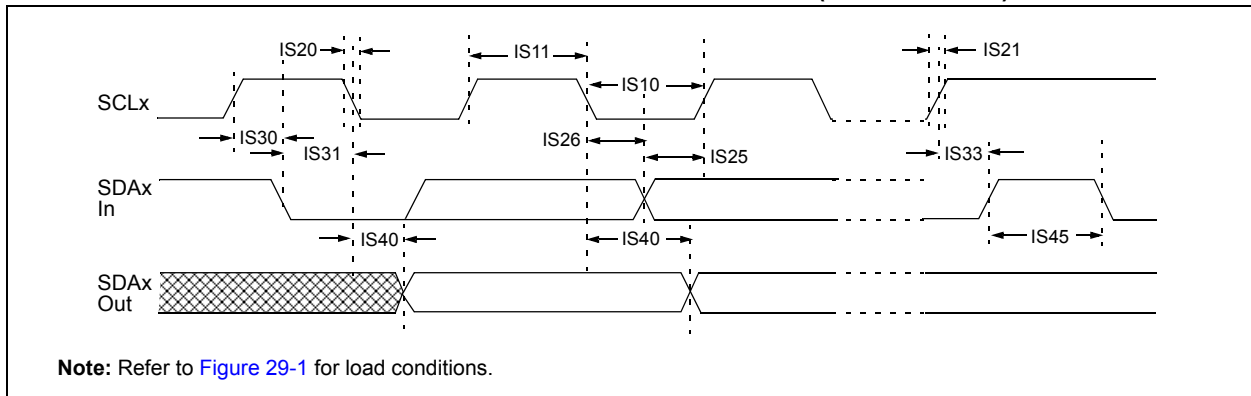 IS20
IS11
IS21
IS10
SCLx
IS30
IS26
IS31
IS25
IS33
SDAx
In
IS40
IS40
IS45
SDAx
Out
Note: Refer to Figure 29-1 for load conditions.